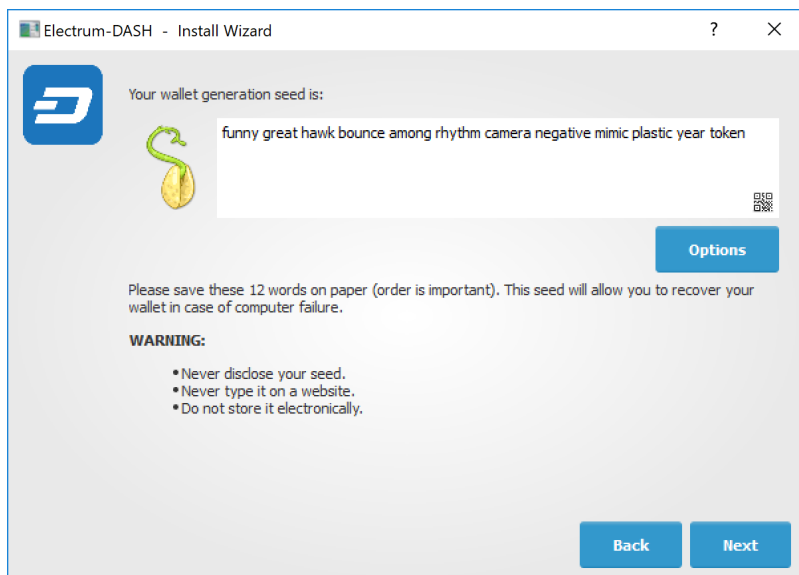 Electrum-DASH - Install Wizard
?
Your wallet generation seed is:
funny great hawk bounce among rhythm camera negative mimic plastic year token
Options
Please save these 12 words on paper (order is important). This seed will allow you to recover your
wallet in case of computer failure.
WARNING:
•Never disclose your seed.
•Never type it on a website.
•Do not store it electronically.
Back
Next